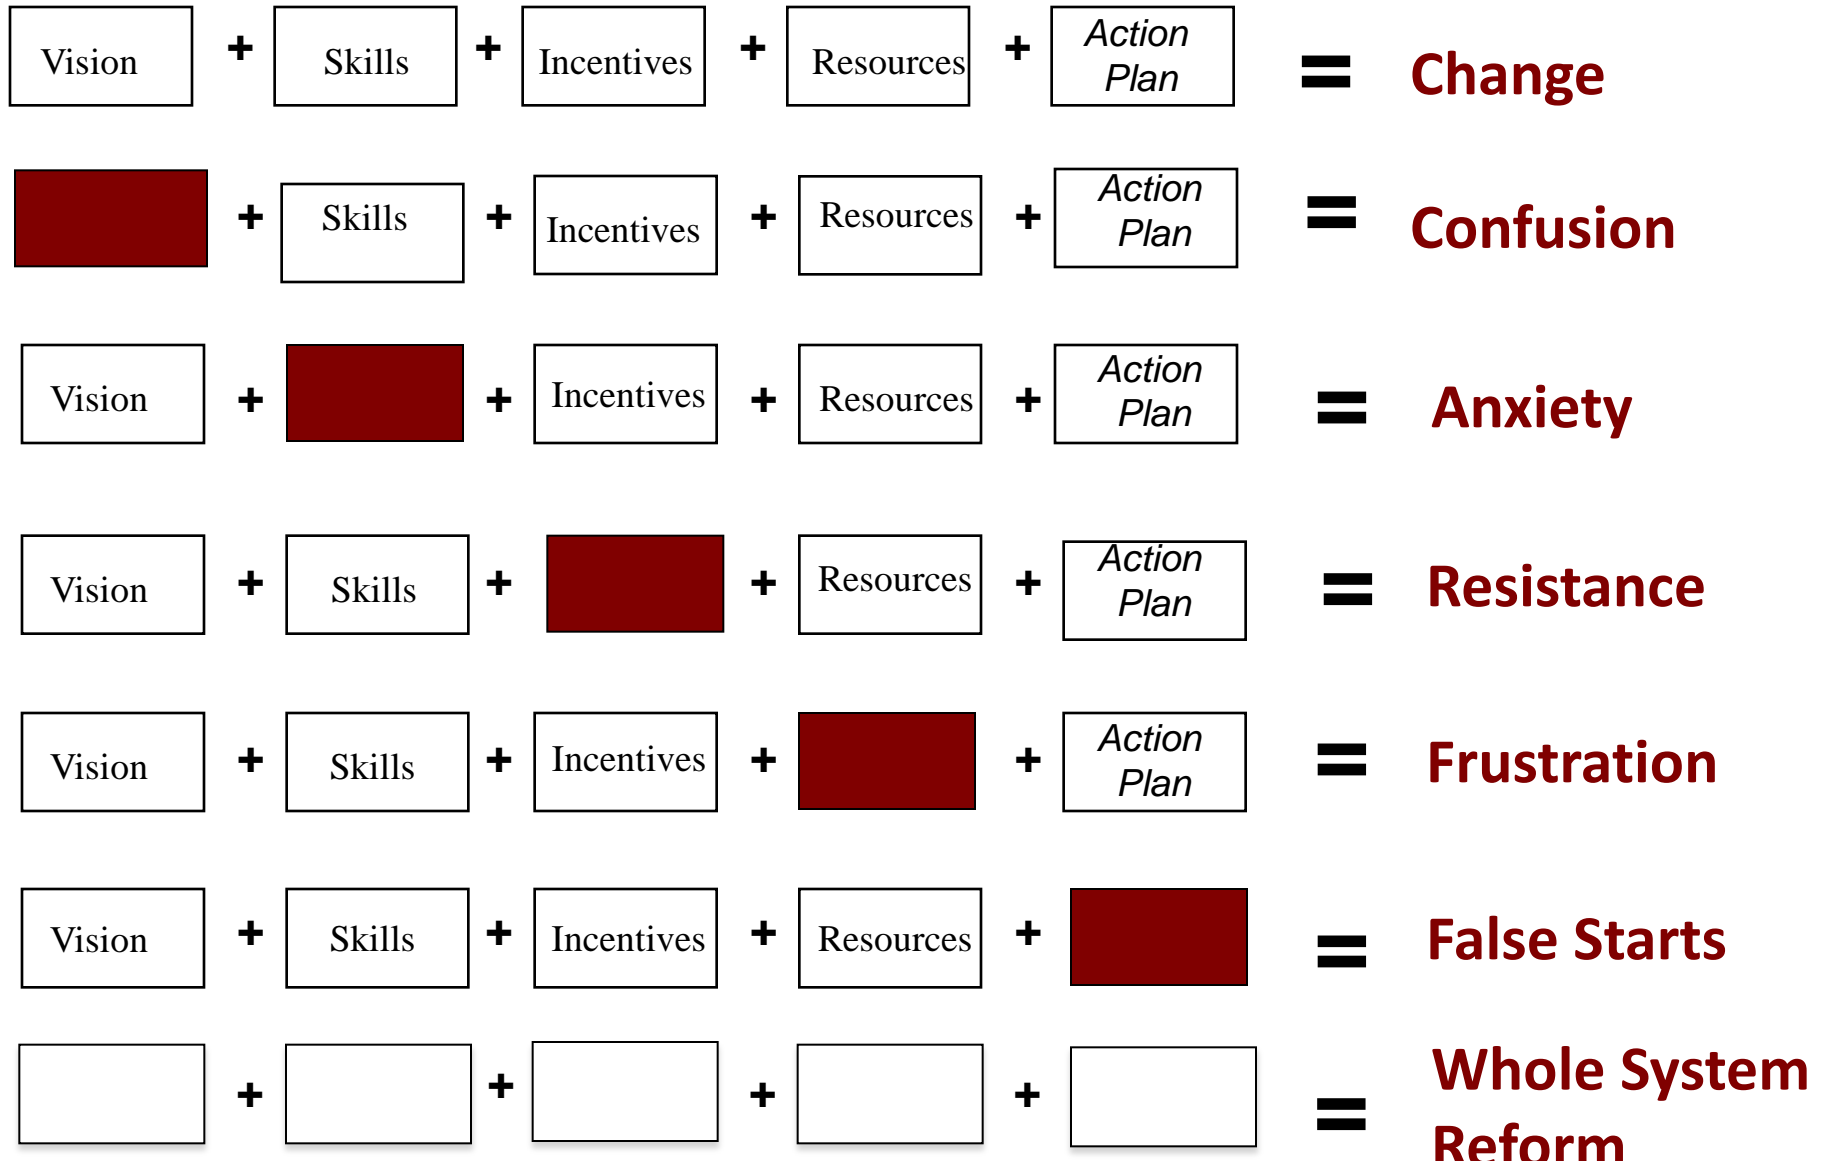 Vision + Skills + Incentives + Resources + Action Plan = Change
+ Skills + Incentives + Resources + Action Plan = Confusion
Vision + + Incentives + Resources + Action Plan = Anxiety
Vision + Skills + + Resources + Action Plan = Resistance
Vision + Skills + Incentives + + Action Plan = Frustration
Vision + Skills + Incentives + Resources + = False Starts
+ + + + = Whole System
Reform